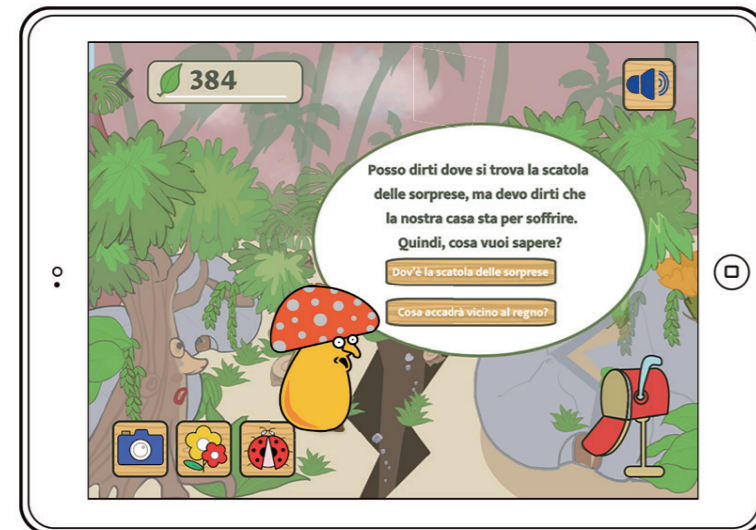 384
Posso dirti dove si trova la scatola
delle sorprese, ma devo dirti che
la nostra casa sta per soffrire.
Quindi, cosa vuoi sapere?
Dov'è la scatola delle sorprese
Cosa accadrà vicino al regno?